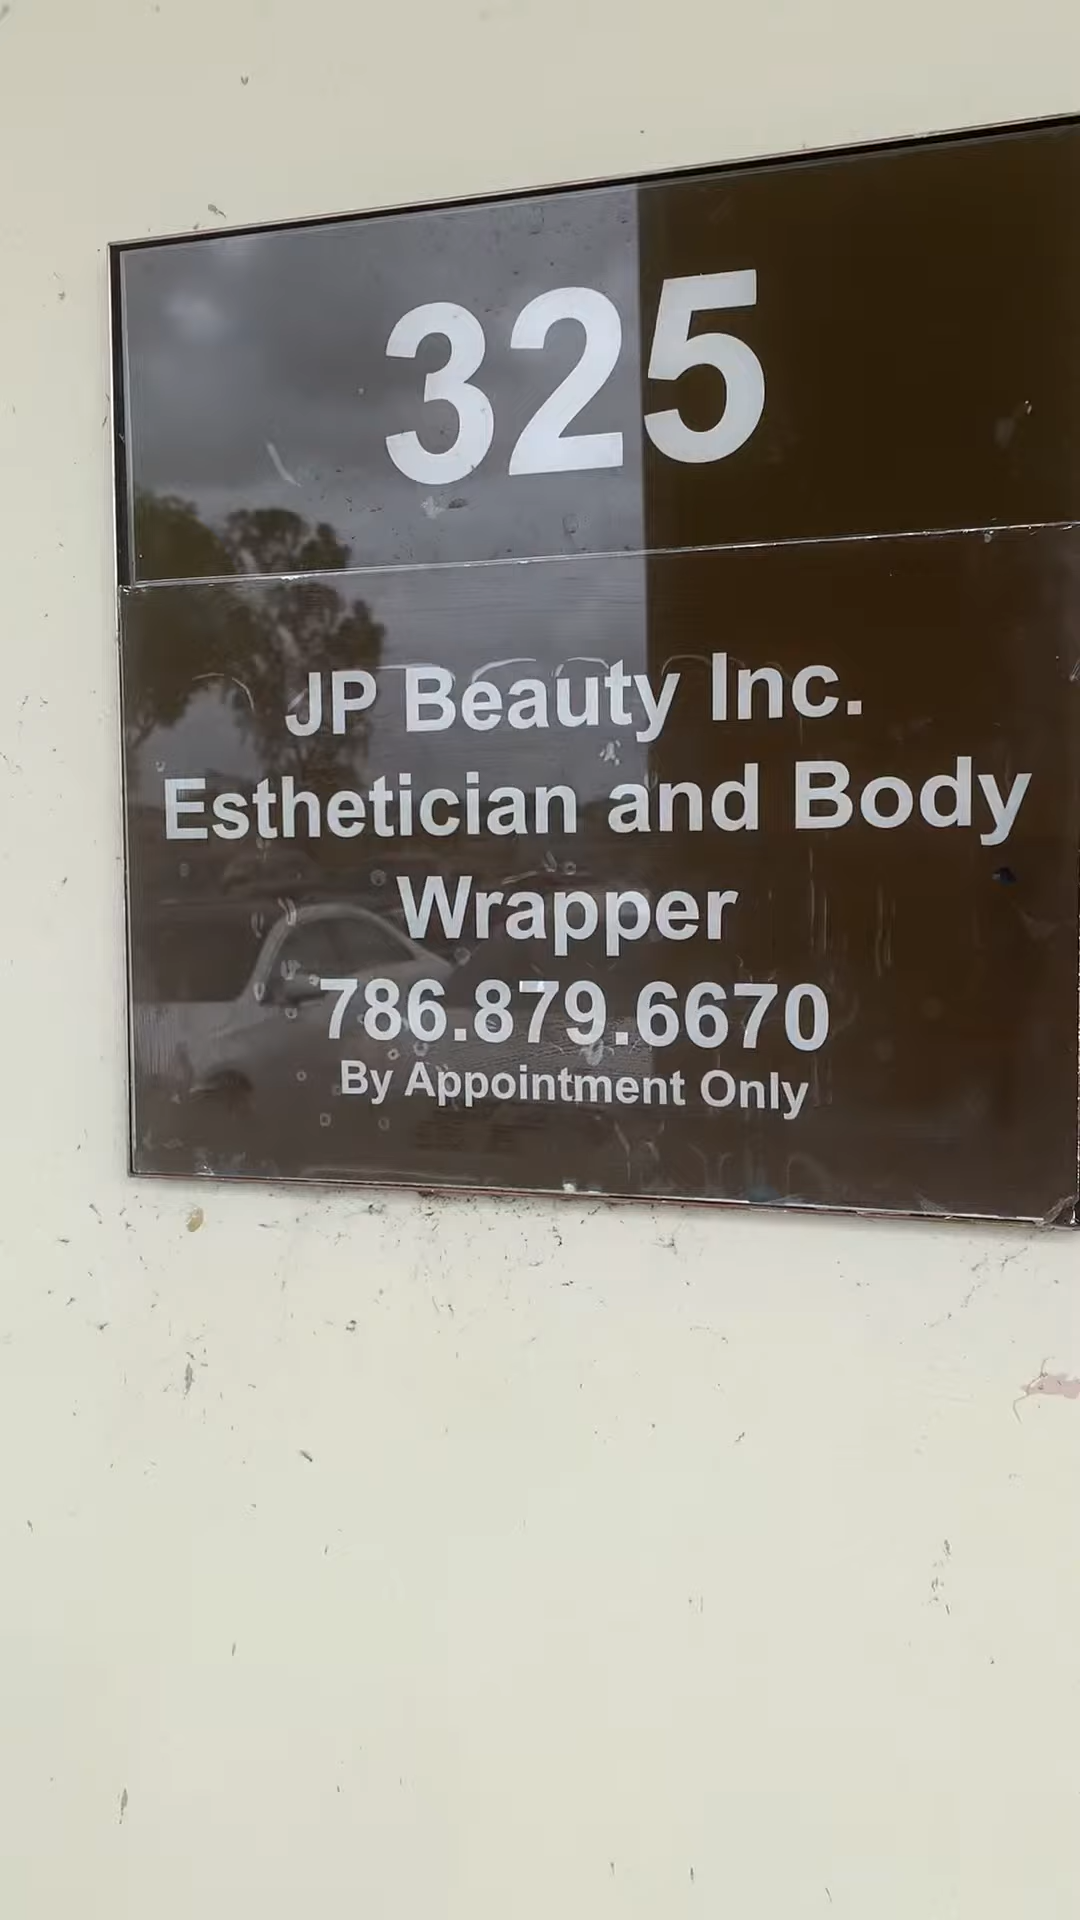 325
JP Beauty Inc.
Esthetician and Body
Wrapper
786.879.6670
By Appointment Only